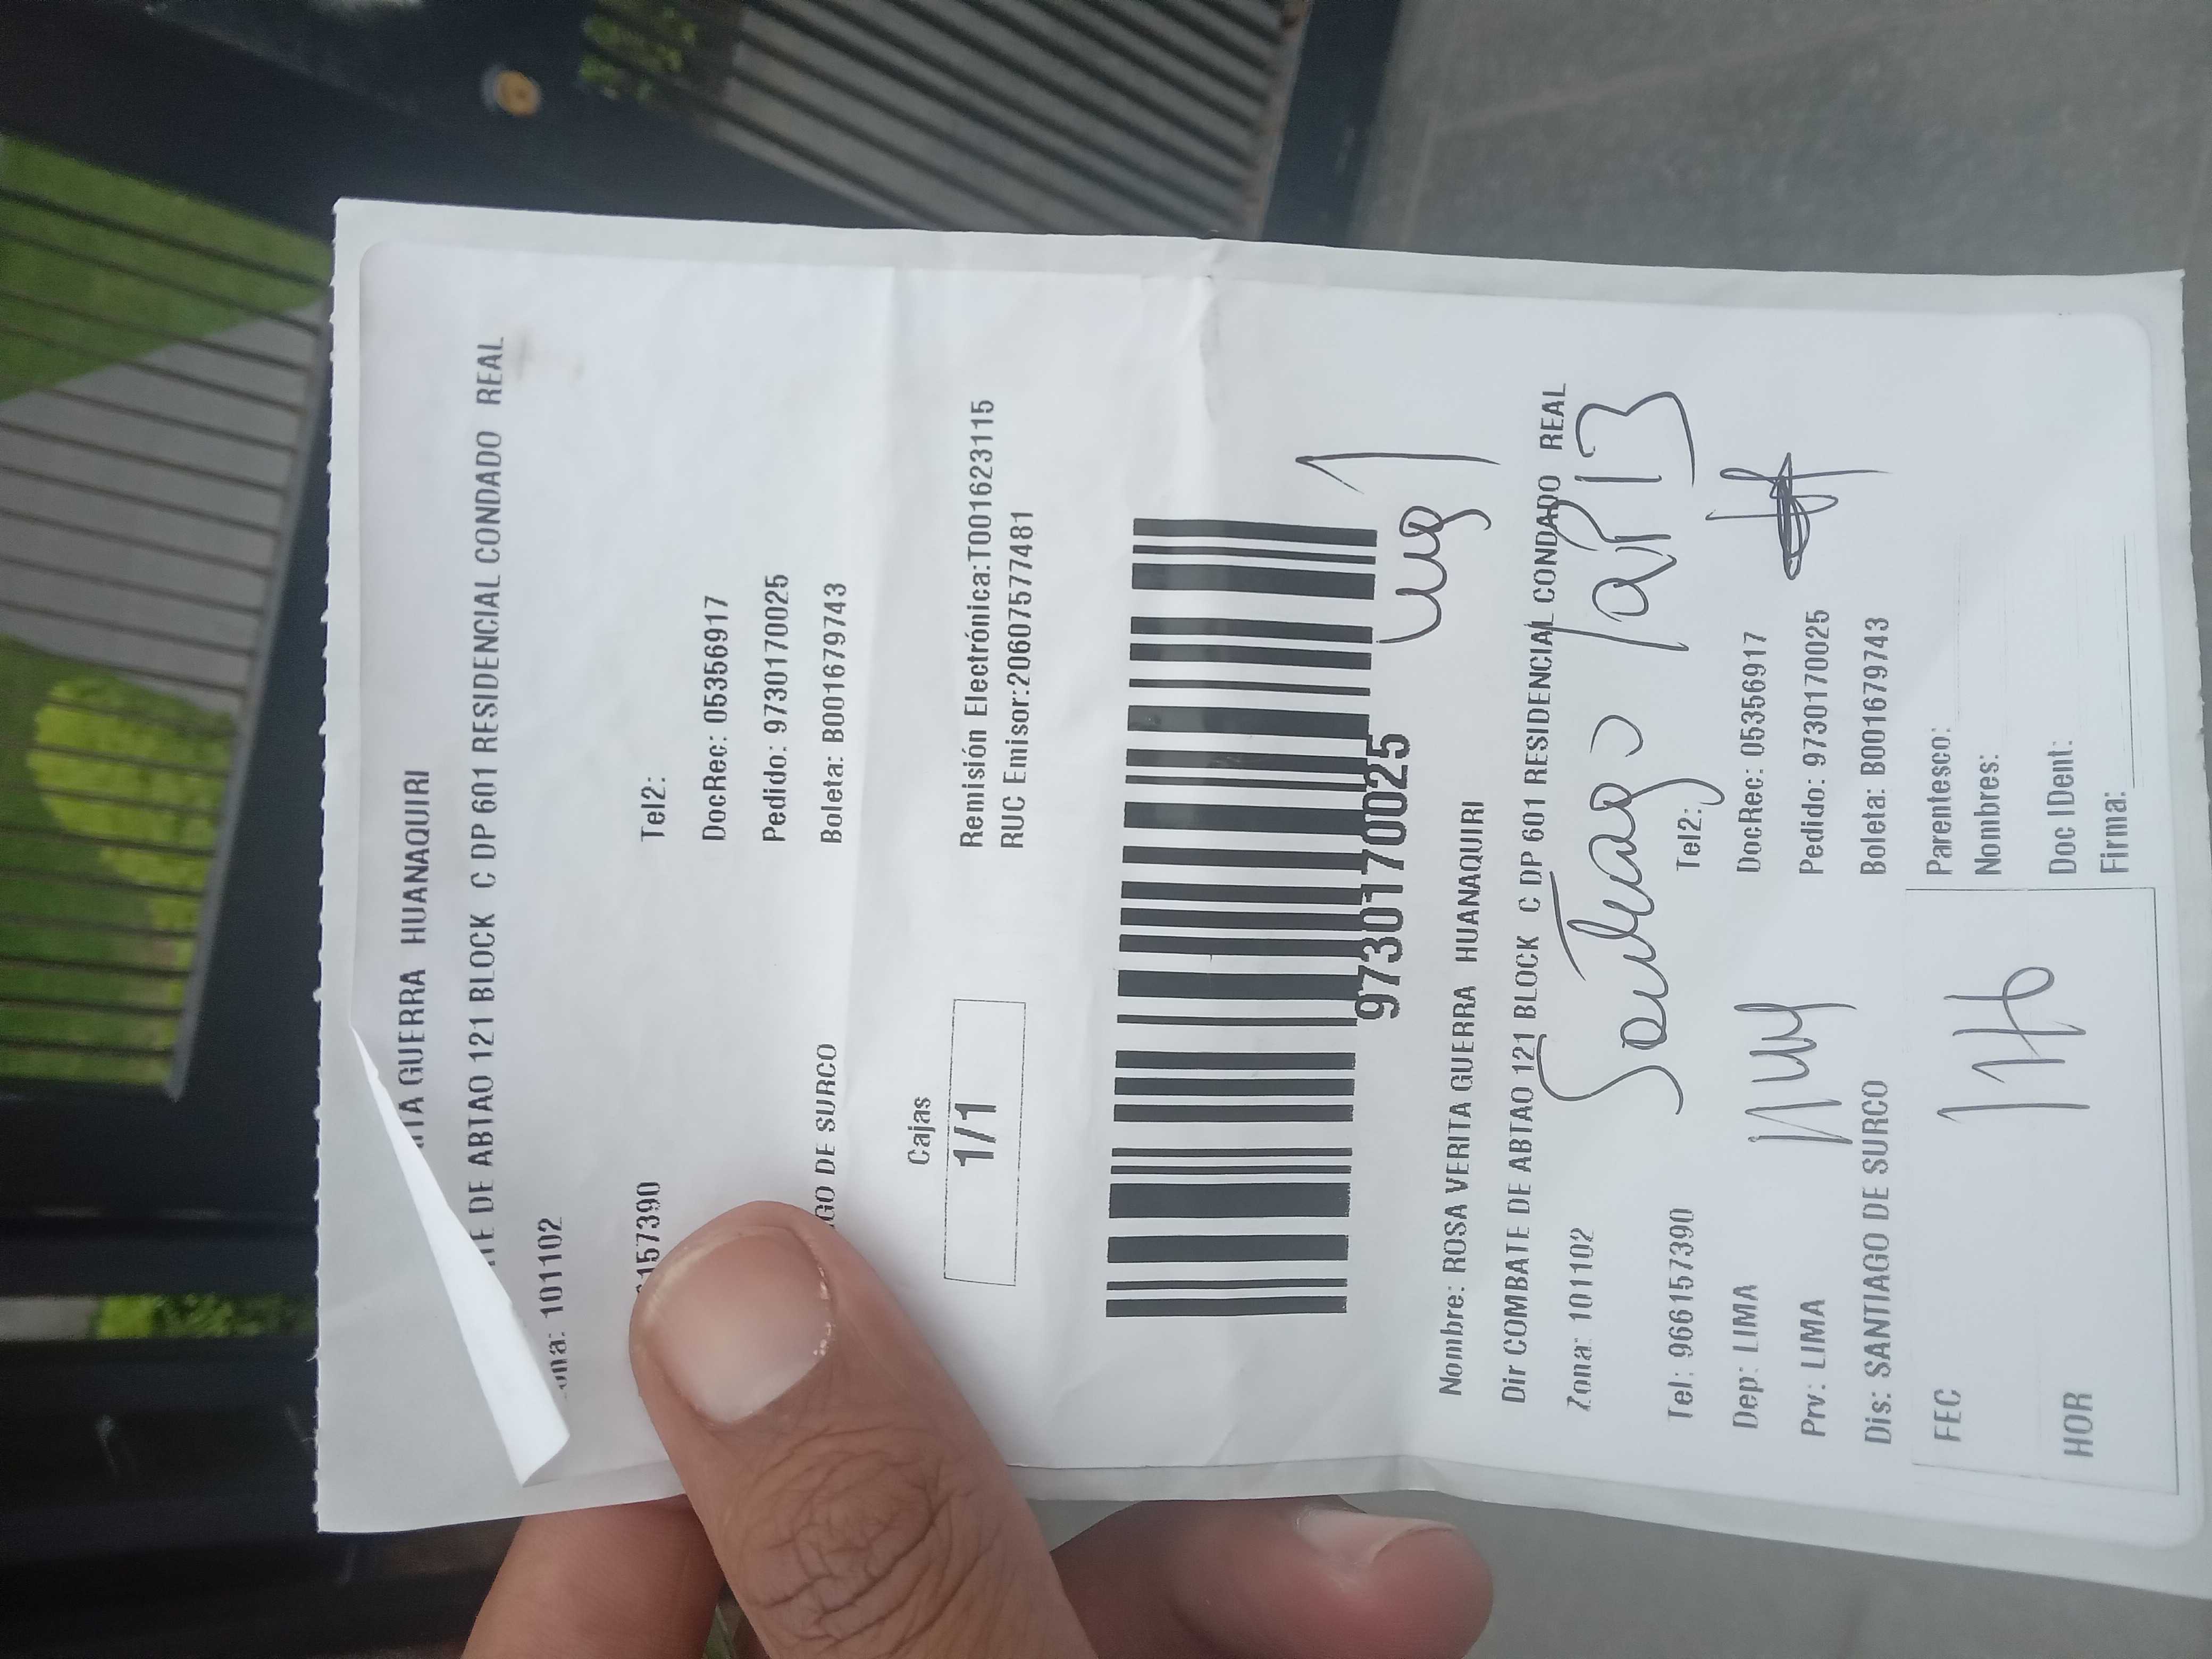 ITA GUERRA HUANAQUIRI
TE DE ABTAO 121 BLOCK C DP 601 RESIDENCIAL CONDADO REAL
ona: 101102
6157390 Tel2:
DocRec: 05356917
Pedido: 9730170025
GO DE SURCO Boleta: B001679743
Cajas
1/1
Remisión Electrónica:T001623115
RUC Emisor:20607577481
9730170025
Nombre: ROSA VERITA GUERRA HUANAQUIRI
Dir COMBATE DE ABTAO 121 BLOCK C DP 601 RESIDENCIAL CONDADO REAL
Zona: 101102
Santiago
Tel: 966157390 Tel2:
Dep: LIMA DocRec: 05356917
Prv: LIMA Pedido: 9730170025
Dis: SANTIAGO DE SURCO Boleta: B001679743
FEC Parentesco:
Nombres:
HOR Doc IDent:
Firma: